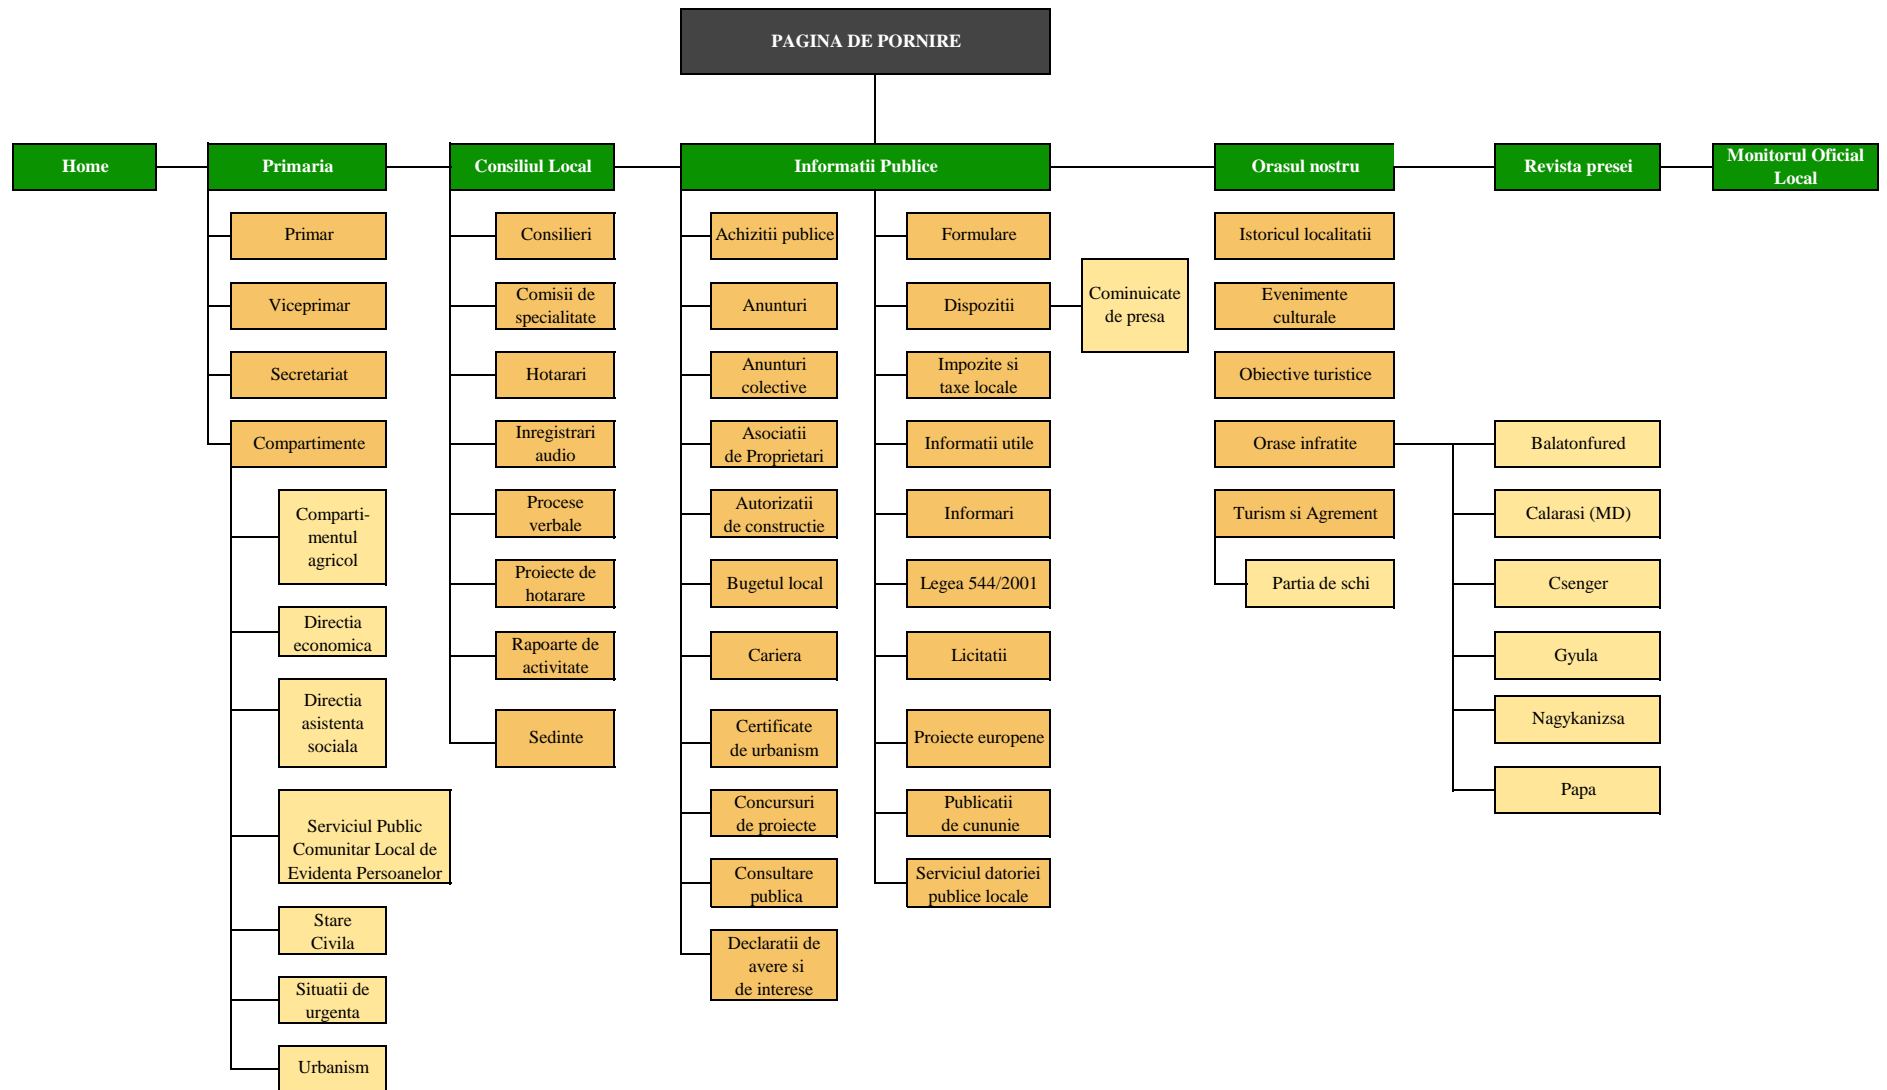 PAGINA DE PORNIRE
Home
Primaria
Consiliul Local
Informatii Publice
Orasul nostru
Revista presei
Monitorul Oficial
Local
Primar
Viceprimar
Secretariat
Compartimente
Comparti-
mentul
agricol
Directia
economica
Directia
asistenta
sociala
Serviciul Public
Comunitar Local de
Evidenta Persoanelor
Stare
Civila
Situatii de
urgenta
Urbanism
Consilieri
Comisii de
specialitate
Hotarari
Inregistrari
audio
Procese
verbale
Proiecte de
hotarare
Rapoarte de
activitate
Sedinte
Achizitii publice
Anunturi
Anunturi
colective
Asociatii
de Proprietari
Autorizatii
de constructie
Bugetul local
Cariera
Certificate
de urbanism
Concursuri
de proiecte
Consultare
publica
Declaratii de
avere si
de interese
Formulare
Dispozitii
Cominuicate
de presa
Impozite si
taxe locale
Informatii utile
Informari
Legea 544/2001
Licitatii
Proiecte europene
Publicatii
de cununie
Serviciul datoriei
publice locale
Istoricul localitatii
Evenimente
culturale
Obiective turistice
Orase infratite
Turism si Agrement
Partia de schi
Balatonfured
Calarasi (MD)
Csenger
Gyula
Nagykanizsa
Papa